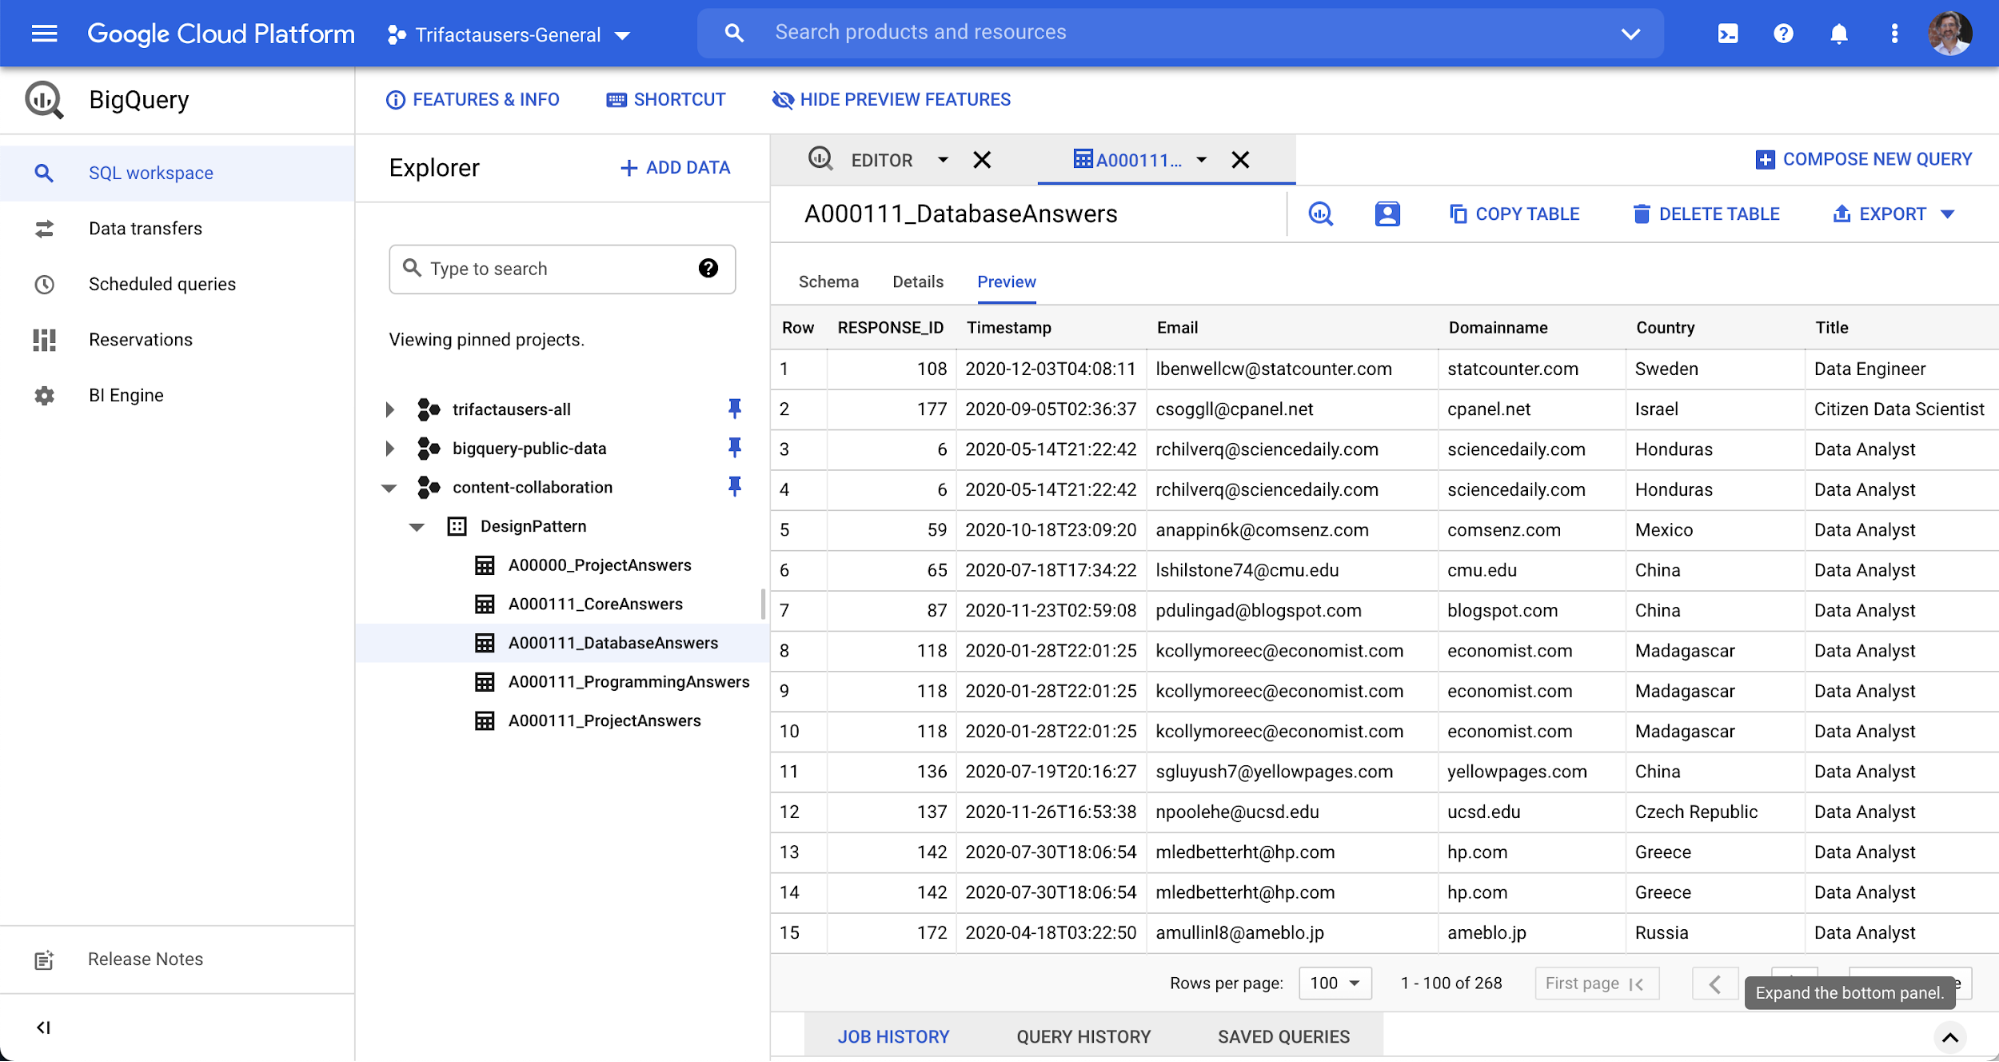 Google Cloud Platform Trifactausers-General Search products and resources
BigQuery FEATURES & INFO SHORTCUT HIDE PREVIEW FEATURES
SQL workspace
Data transfers
Scheduled queries
Reservations
BI Engine
Release Notes
Explorer ADD DATA
Type to search
Viewing pinned projects.
trifactausers-all
bigquery-public-data
content-collaboration
DesignPattern
A00000_ProjectAnswers
A000111_CoreAnswers
A000111_DatabaseAnswers
A000111_ProgrammingAnswers
A000111_ProjectAnswers
EDITOR A000111... COMPOSE NEW QUERY
A000111_DatabaseAnswers COPY TABLE DELETE TABLE EXPORT
Schema Details Preview
Row RESPONSE_ID Timestamp Email Domainname Country Title
1 108 2020-12-03T04:08:11 lbenwellcw@statcounter.com statcounter.com Sweden Data Engineer
2 177 2020-09-05T02:36:37 csoggll@cpanel.net cpanel.net Israel Citizen Data Scientist
3 6 2020-05-14T21:22:42 rchilverq@sciencedaily.com sciencedaily.com Honduras Data Analyst
4 6 2020-05-14T21:22:42 rchilverq@sciencedaily.com sciencedaily.com Honduras Data Analyst
5 59 2020-10-18T23:09:20 anappin6k@comsenz.com comsenz.com Mexico Data Analyst
6 65 2020-07-18T17:34:22 lshilstone74@cmu.edu cmu.edu China Data Analyst
7 87 2020-11-23T02:59:08 pdulingad@blogspot.com blogspot.com China Data Analyst
8 118 2020-01-28T22:01:25 kcollymoreec@economist.com economist.com Madagascar Data Analyst
9 118 2020-01-28T22:01:25 kcollymoreec@economist.com economist.com Madagascar Data Analyst
10 118 2020-01-28T22:01:25 kcollymoreec@economist.com economist.com Madagascar Data Analyst
11 136 2020-07-19T20:16:27 sgluyush7@yellowpages.com yellowpages.com China Data Analyst
12 137 2020-11-26T16:53:38 npoolehe@ucsd.edu ucsd.edu Czech Republic Data Analyst
13 142 2020-07-30T18:06:54 mledbetterht@hp.com hp.com Greece Data Analyst
14 142 2020-07-30T18:06:54 mledbetterht@hp.com hp.com Greece Data Analyst
15 172 2020-04-18T03:22:50 amullinl8@ameblo.jp ameblo.jp Russia Data Analyst
Rows per page: 100 1 - 100 of 268 First page
Expand the bottom panel.
JOB HISTORY QUERY HISTORY SAVED QUERIES